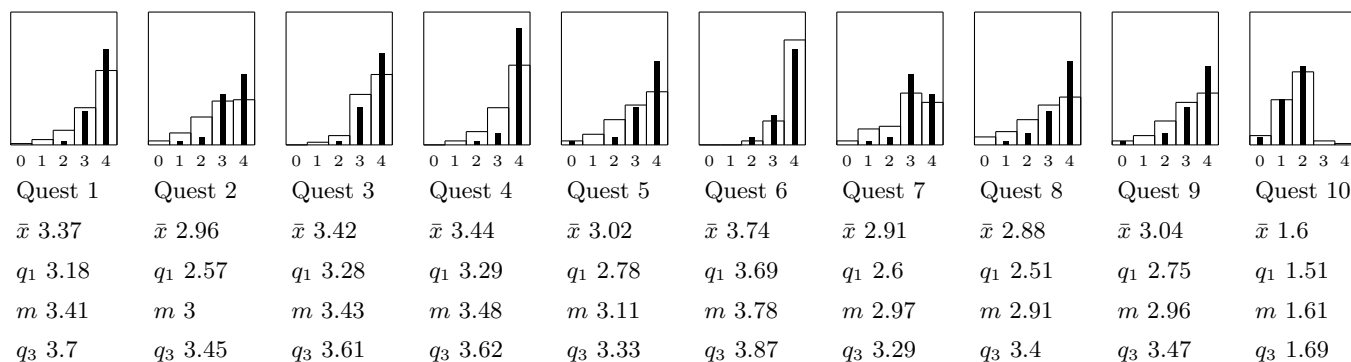 0 1 2 3 4 0 1 2 3 4 0 1 2 3 4 0 1 2 3 4 0 1 2 3 4 0 1 2 3 4 0 1 2 3 4 0 1 2 3 4 0 1 2 3 4 0 1 2 3 4
Quest 1 Quest 2 Quest 3 Quest 4 Quest 5 Quest 6 Quest 7 Quest 8 Quest 9 Quest 10
x̄ 3.37 x̄ 2.96 x̄ 3.42 x̄ 3.44 x̄ 3.02 x̄ 3.74 x̄ 2.91 x̄ 2.88 x̄ 3.04 x̄ 1.6
q₁ 3.18 q₁ 2.57 q₁ 3.28 q₁ 3.29 q₁ 2.78 q₁ 3.69 q₁ 2.6 q₁ 2.51 q₁ 2.75 q₁ 1.51
m 3.41 m 3 m 3.43 m 3.48 m 3.11 m 3.78 m 2.97 m 2.91 m 2.96 m 1.61
q₃ 3.7 q₃ 3.45 q₃ 3.61 q₃ 3.62 q₃ 3.33 q₃ 3.87 q₃ 3.29 q₃ 3.4 q₃ 3.47 q₃ 1.69